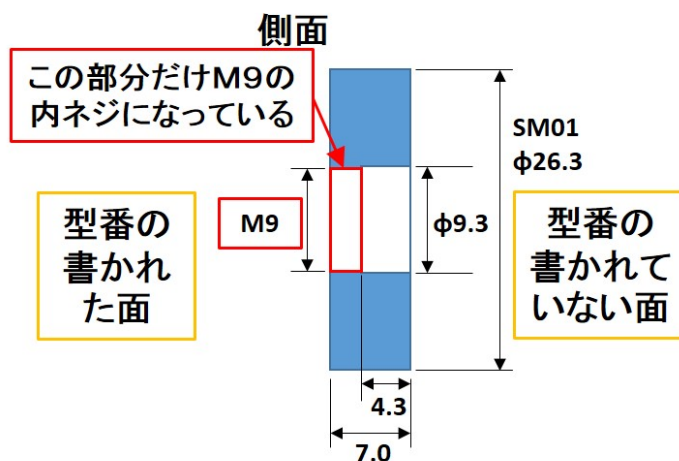 側面
この部分だけM9の
内ネジになっている
SM01
φ26.3
型番の
書かれ
た面
M9
φ9.3
型番の
書かれて
いない面
4.3
7.0